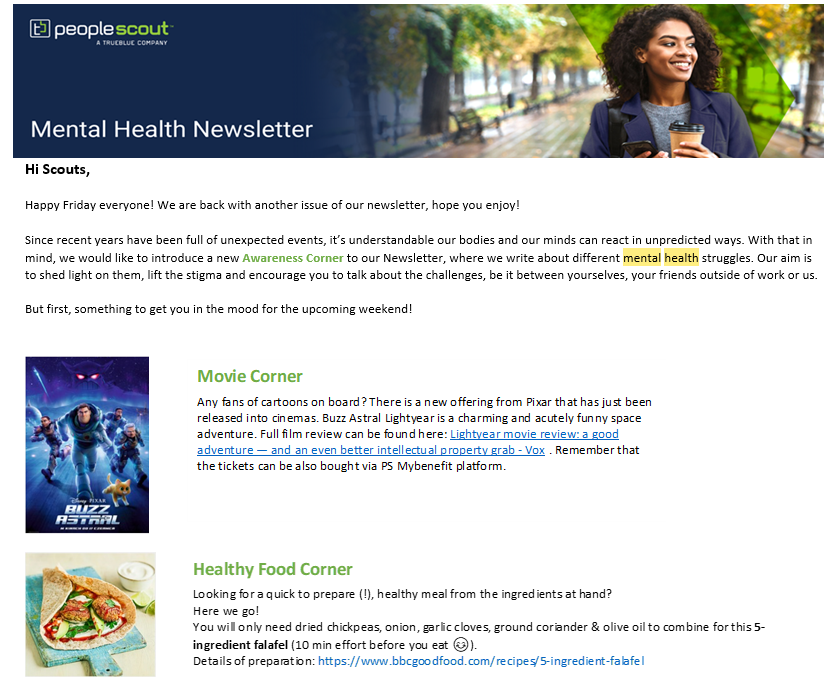 peoplescout
A TRUEBLUE COMPANY
Mental Health Newsletter
Hi Scouts,
Happy Friday everyone! We are back with another issue of our newsletter, hope you enjoy!
Since recent years have been full of unexpected events, it's understandable our bodies and our minds can react in unpredicted ways. With that in
mind, we would like to introduce a new Awareness Corner to our Newsletter, where we write about different mental health struggles. Our aim is
to shed light on them, lift the stigma and encourage you to talk about the challenges, be it between yourselves, your friends outside of work or us.
But first, something to get you in the mood for the upcoming weekend!
Movie Corner
Any fans of cartoons on board? There is a new offering from Pixar that has just been
released into cinemas. Buzz Astral Lightyear is a charming and acutely funny space
adventure. Full film review can be found here: Lightyear movie review: a good
adventure — and an even better intellectual property grab - Vox . Remember that
the tickets can be also bought via PS Mybenefit platform.
Disney PIXAR
BUZZ
ASTRAL
Healthy Food Corner
Looking for a quick to prepare (!), healthy meal from the ingredients at hand?
Here we go!
You will only need dried chickpeas, onion, garlic cloves, ground coriander & olive oil to combine for this 5-
ingredient falafel (10 min effort before you eat 😋).
Details of preparation: https://www.bbcgoodfood.com/recipes/5-ingredient-falafel